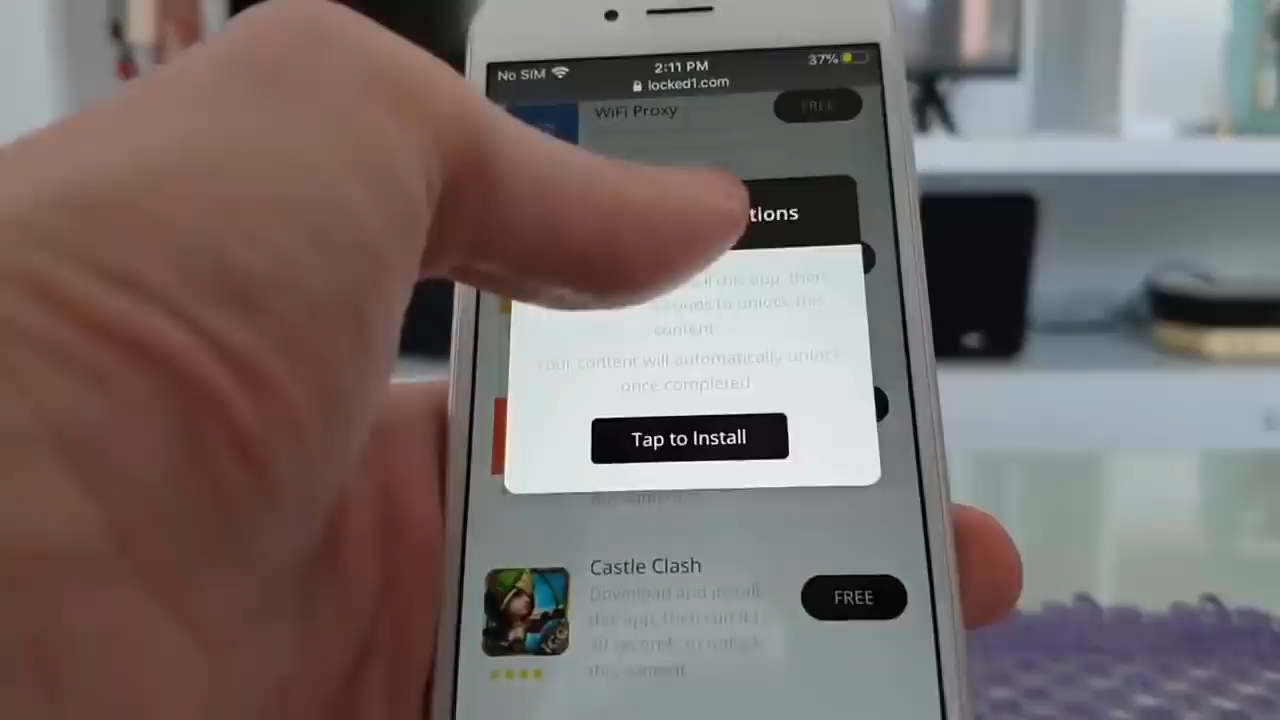 No SIM 2:11 PM 37%
locked1.com
WiFi Proxy FREE
tions
this app, then
to unlock this
content
Your content will automatically unlock
once completed
Tap to Install
Castle Clash
Download and install
this app, then run it
30 seconds to unlock
this content
FREE